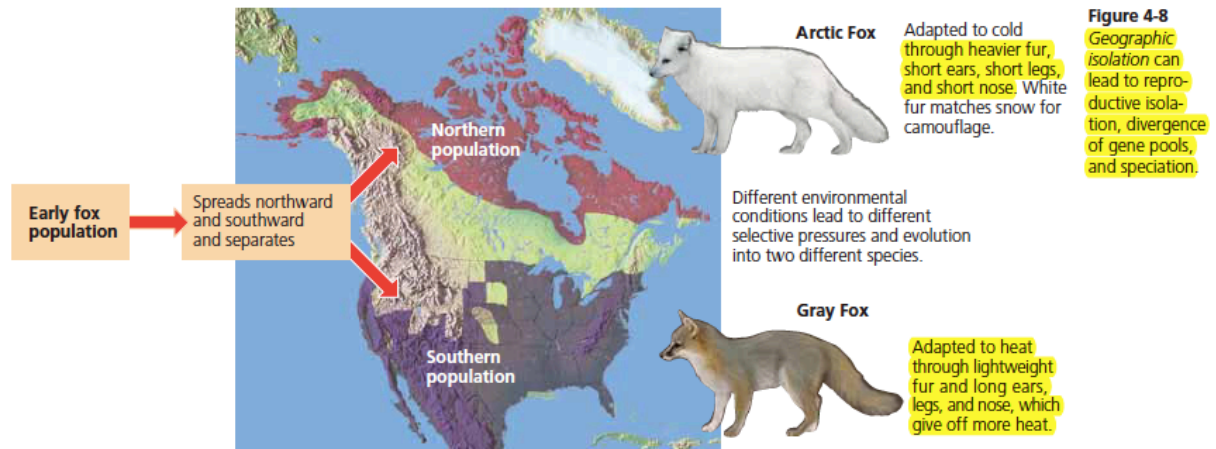 Early fox
population
Spreads northward
and southward
and separates
Northern
population
Southern
population
Arctic Fox
Adapted to cold
through heavier fur,
short ears, short legs,
and short nose. White
fur matches snow for
camouflage.
Different environmental
conditions lead to different
selective pressures and evolution
into two different species.
Gray Fox
Adapted to heat
through lightweight
fur and long ears,
legs, and nose, which
give off more heat.
Figure 4-8
Geographic
isolation can
lead to repro-
ductive isola-
tion, divergence
of gene pools,
and speciation.